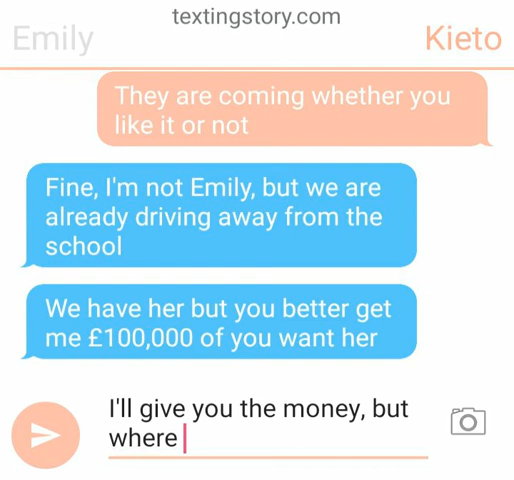 textingstory.com
Emily
Kieto
They are coming whether you
like it or not
Fine, I'm not Emily, but we are
already driving away from the
school
We have her but you better get
me £100,000 of you want her
I'll give you the money, but
where